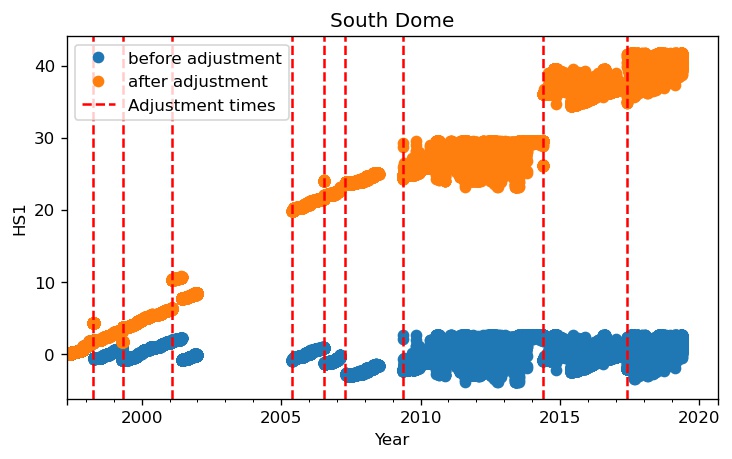 South Dome
before adjustment
after adjustment
Adjustment times
HS1
40
30
20
10
0
2000
2005
2010
2015
2020
Year